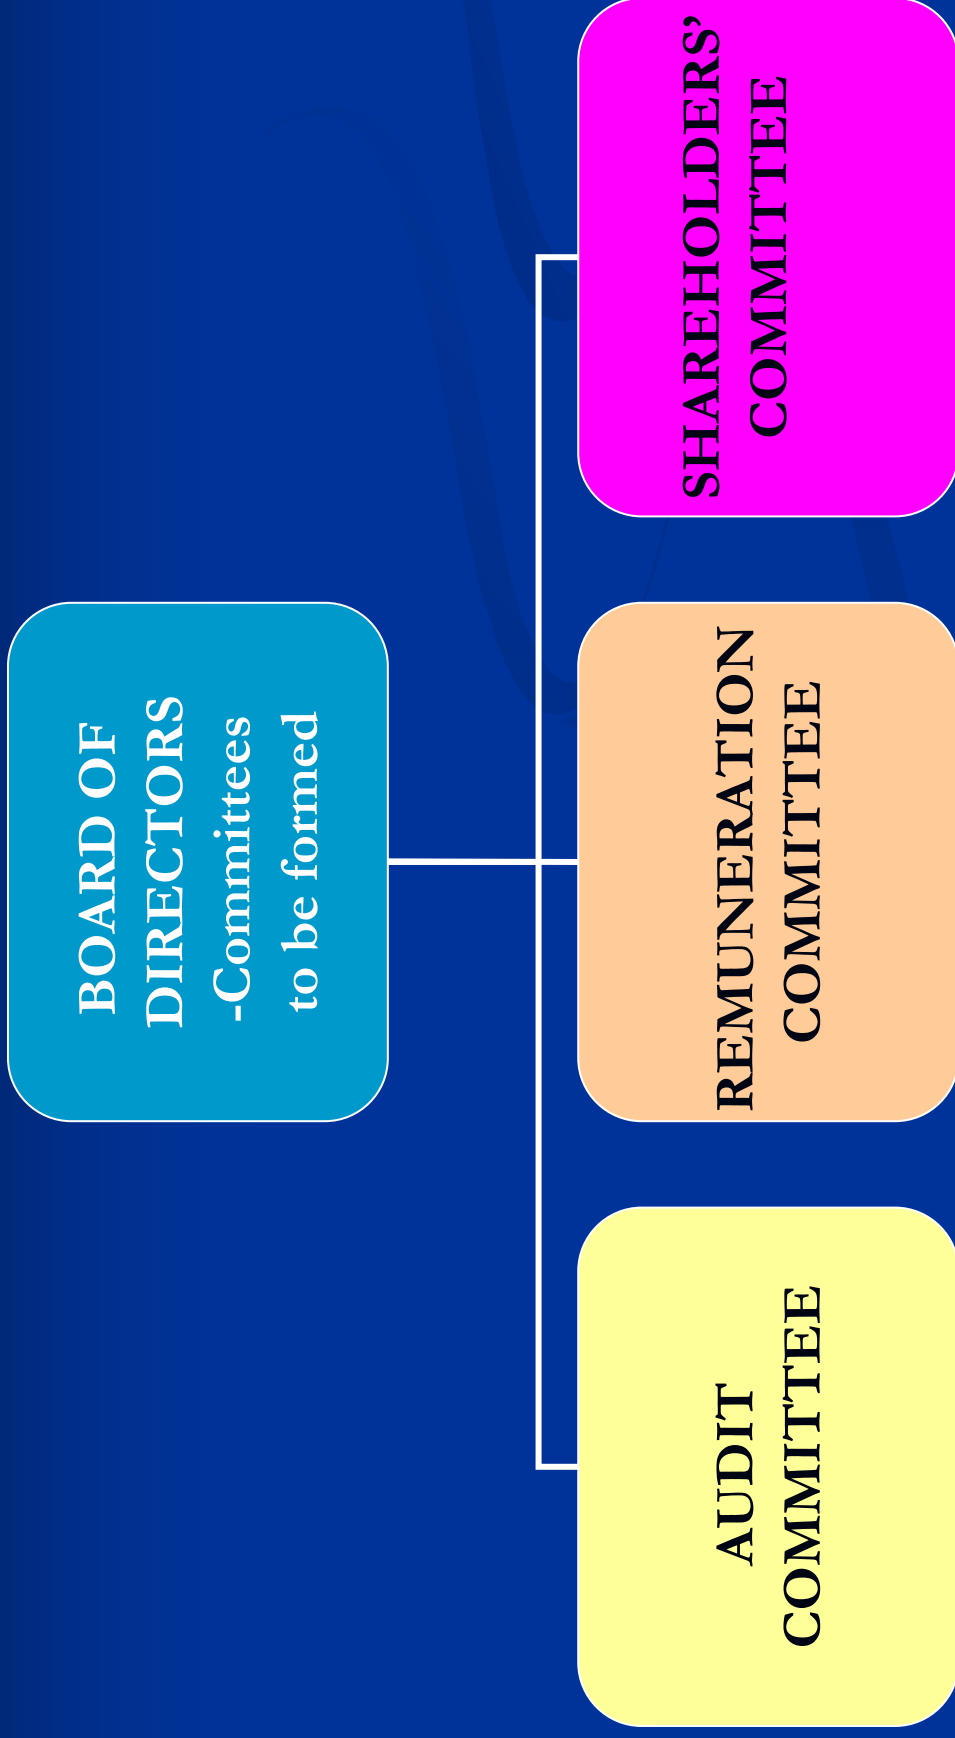 BOARD OF
DIRECTORS
-Committees
to be formed
AUDIT
COMMITTEE
REMUNERATION
COMMITTEE
SHAREHOLDERS’
COMMITTEE